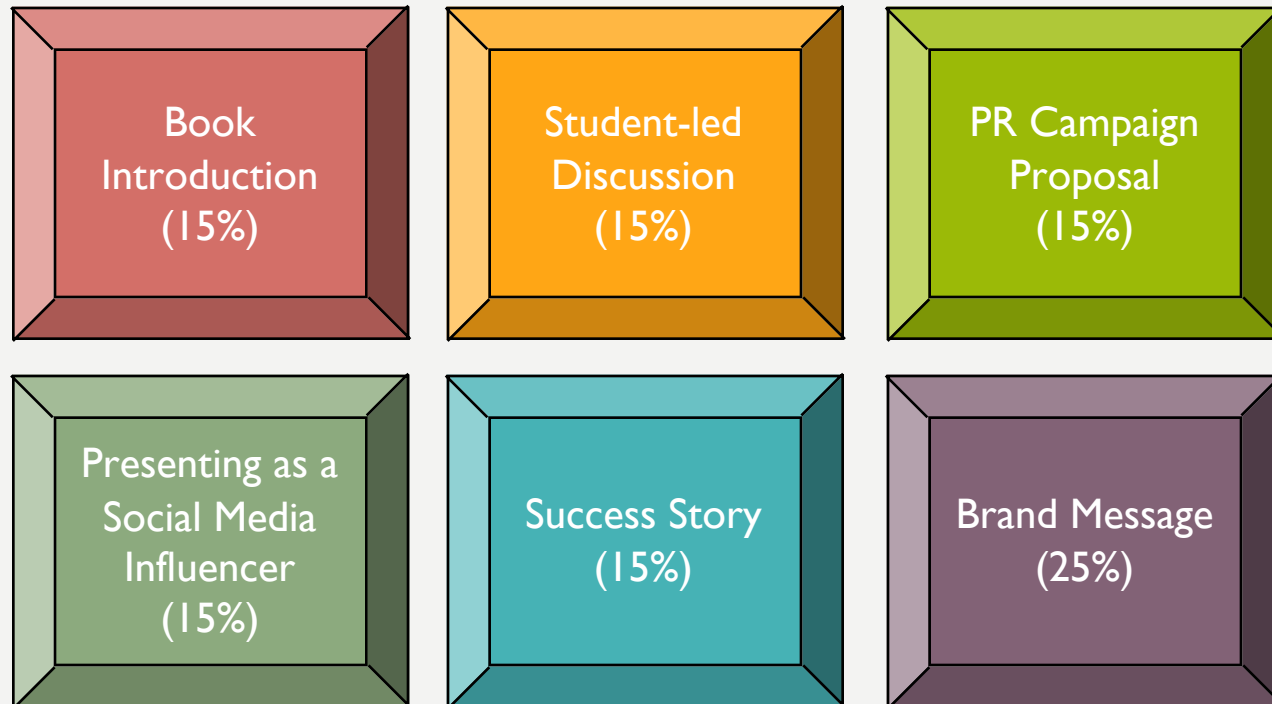 Book
Introduction
(15%)
Student-led
Discussion
(15%)
PR Campaign
Proposal
(15%)
Presenting as a
Social Media
Influencer
(15%)
Success Story
(15%)
Brand Message
(25%)